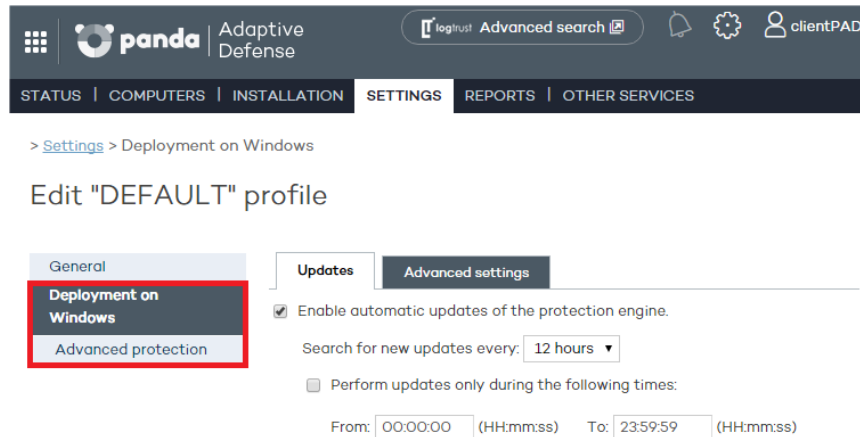 panda | Adaptive Defense
logtrust Advanced search
clientPAD
STATUS | COMPUTERS | INSTALLATION SETTINGS REPORTS | OTHER SERVICES
> Settings > Deployment on Windows
Edit "DEFAULT" profile
General
Deployment on
Windows
Advanced protection
Updates Advanced settings
Enable automatic updates of the protection engine.
Search for new updates every: 12 hours
Perform updates only during the following times:
From: 00:00:00 (HH:mm:ss) To: 23:59:59 (HH:mm:ss)